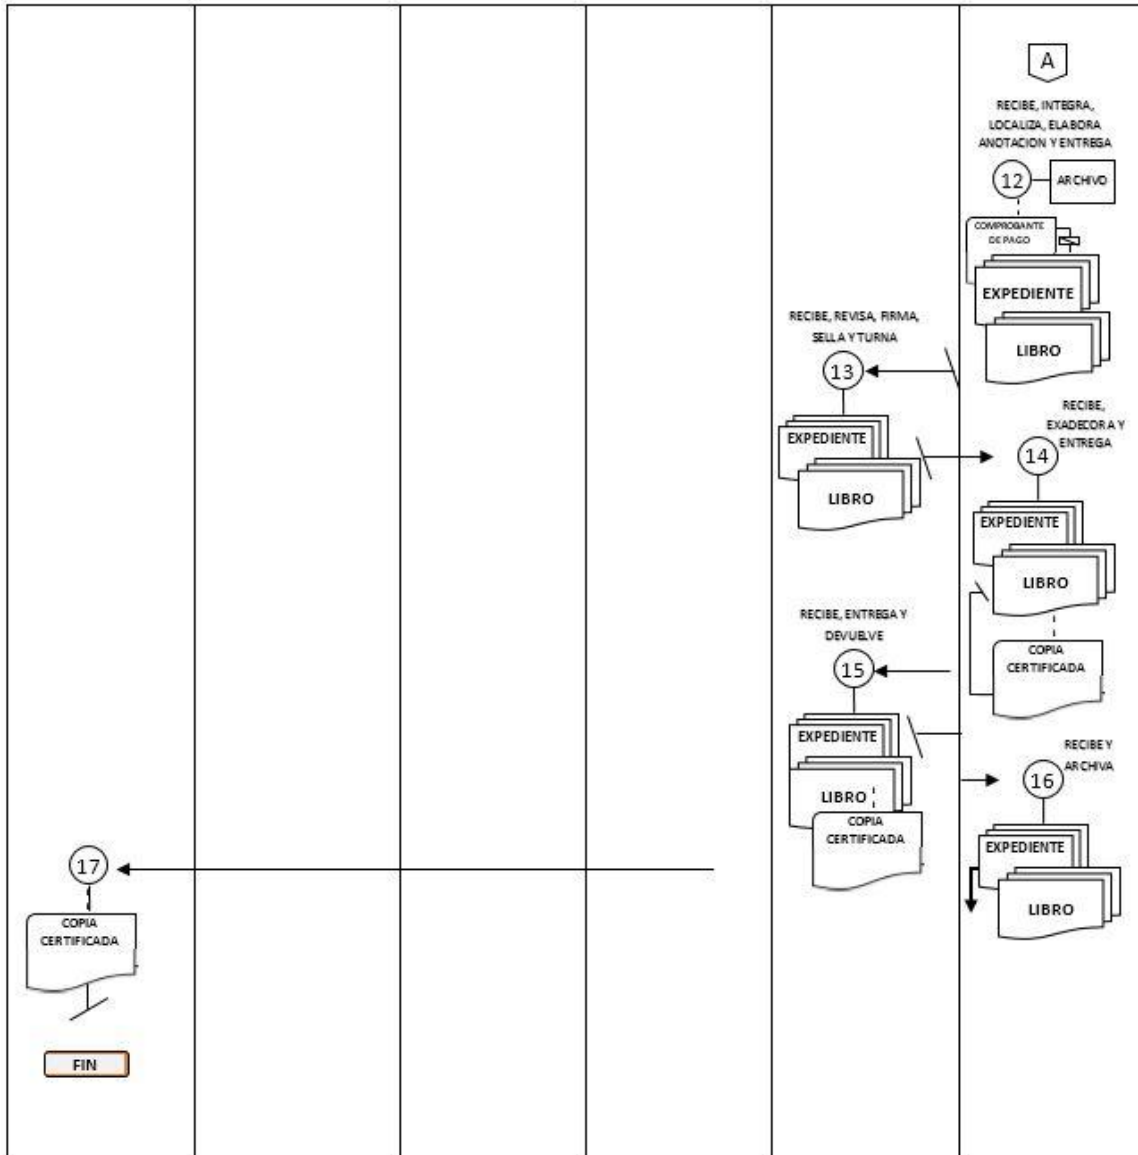 A
RECIBE, INTEGRA,
LOCALIZA, ELABORA
ANOTACION Y ENTREGA
12
ARCHIVO
COMPROBANTE
DE PAGO
EXPEDIENTE
LIBRO
RECIBE, REVISA, FIRMA,
SELLA Y TURNA
13
EXPEDIENTE
LIBRO
RECIBE,
EXADECORA Y
ENTREGA
14
EXPEDIENTE
LIBRO
COPIA
CERTIFICADA
RECIBE, ENTREGA Y
DEVUELVE
15
EXPEDIENTE
LIBRO
COPIA
CERTIFICADA
RECIBE Y
ARCHIVA
16
EXPEDIENTE
LIBRO
17
COPIA
CERTIFICADA
FIN